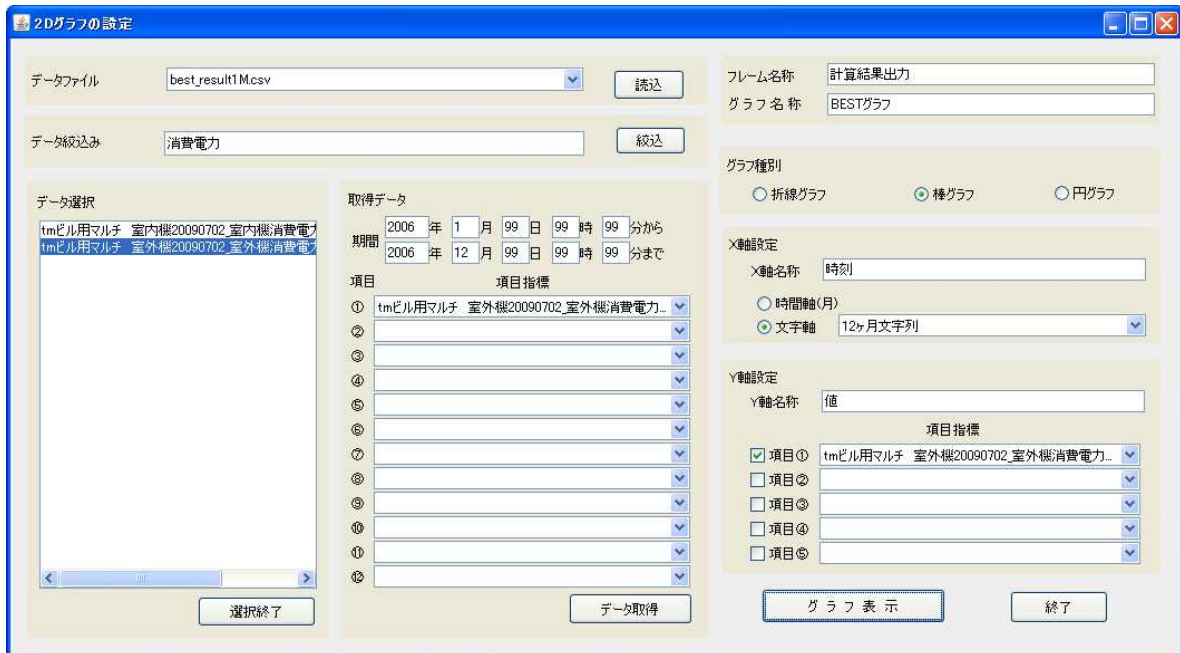 2Dグラフの設定
データファイル
best_result1M.csv
読込
データ絞込み
消費電力
絞込
データ選択
tmビル用マルチ 室内機20090702_室内機消費電力
tmビル用マルチ 室外機20090702_室外機消費電力
選択終了
取得データ
期間
2006 年 1 月 99 日 99 時 99 分から
2006 年 12 月 99 日 99 時 99 分まで
項目 項目指標
① tmビル用マルチ 室外機20090702_室外機消費電力...
②
③
④
⑤
⑥
⑦
⑧
⑨
⑩
⑪
⑫
データ取得
フレーム名称 計算結果出力
グラフ名称 BESTグラフ
グラフ種別
折線グラフ 棒グラフ 円グラフ
X軸設定
X軸名称 時刻
時間軸(月)
文字軸 12ヶ月文字列
Y軸設定
Y軸名称 値
項目指標
項目① tmビル用マルチ 室外機20090702_室外機消費電力...
項目②
項目③
項目④
項目⑤
グラフ表示
終了